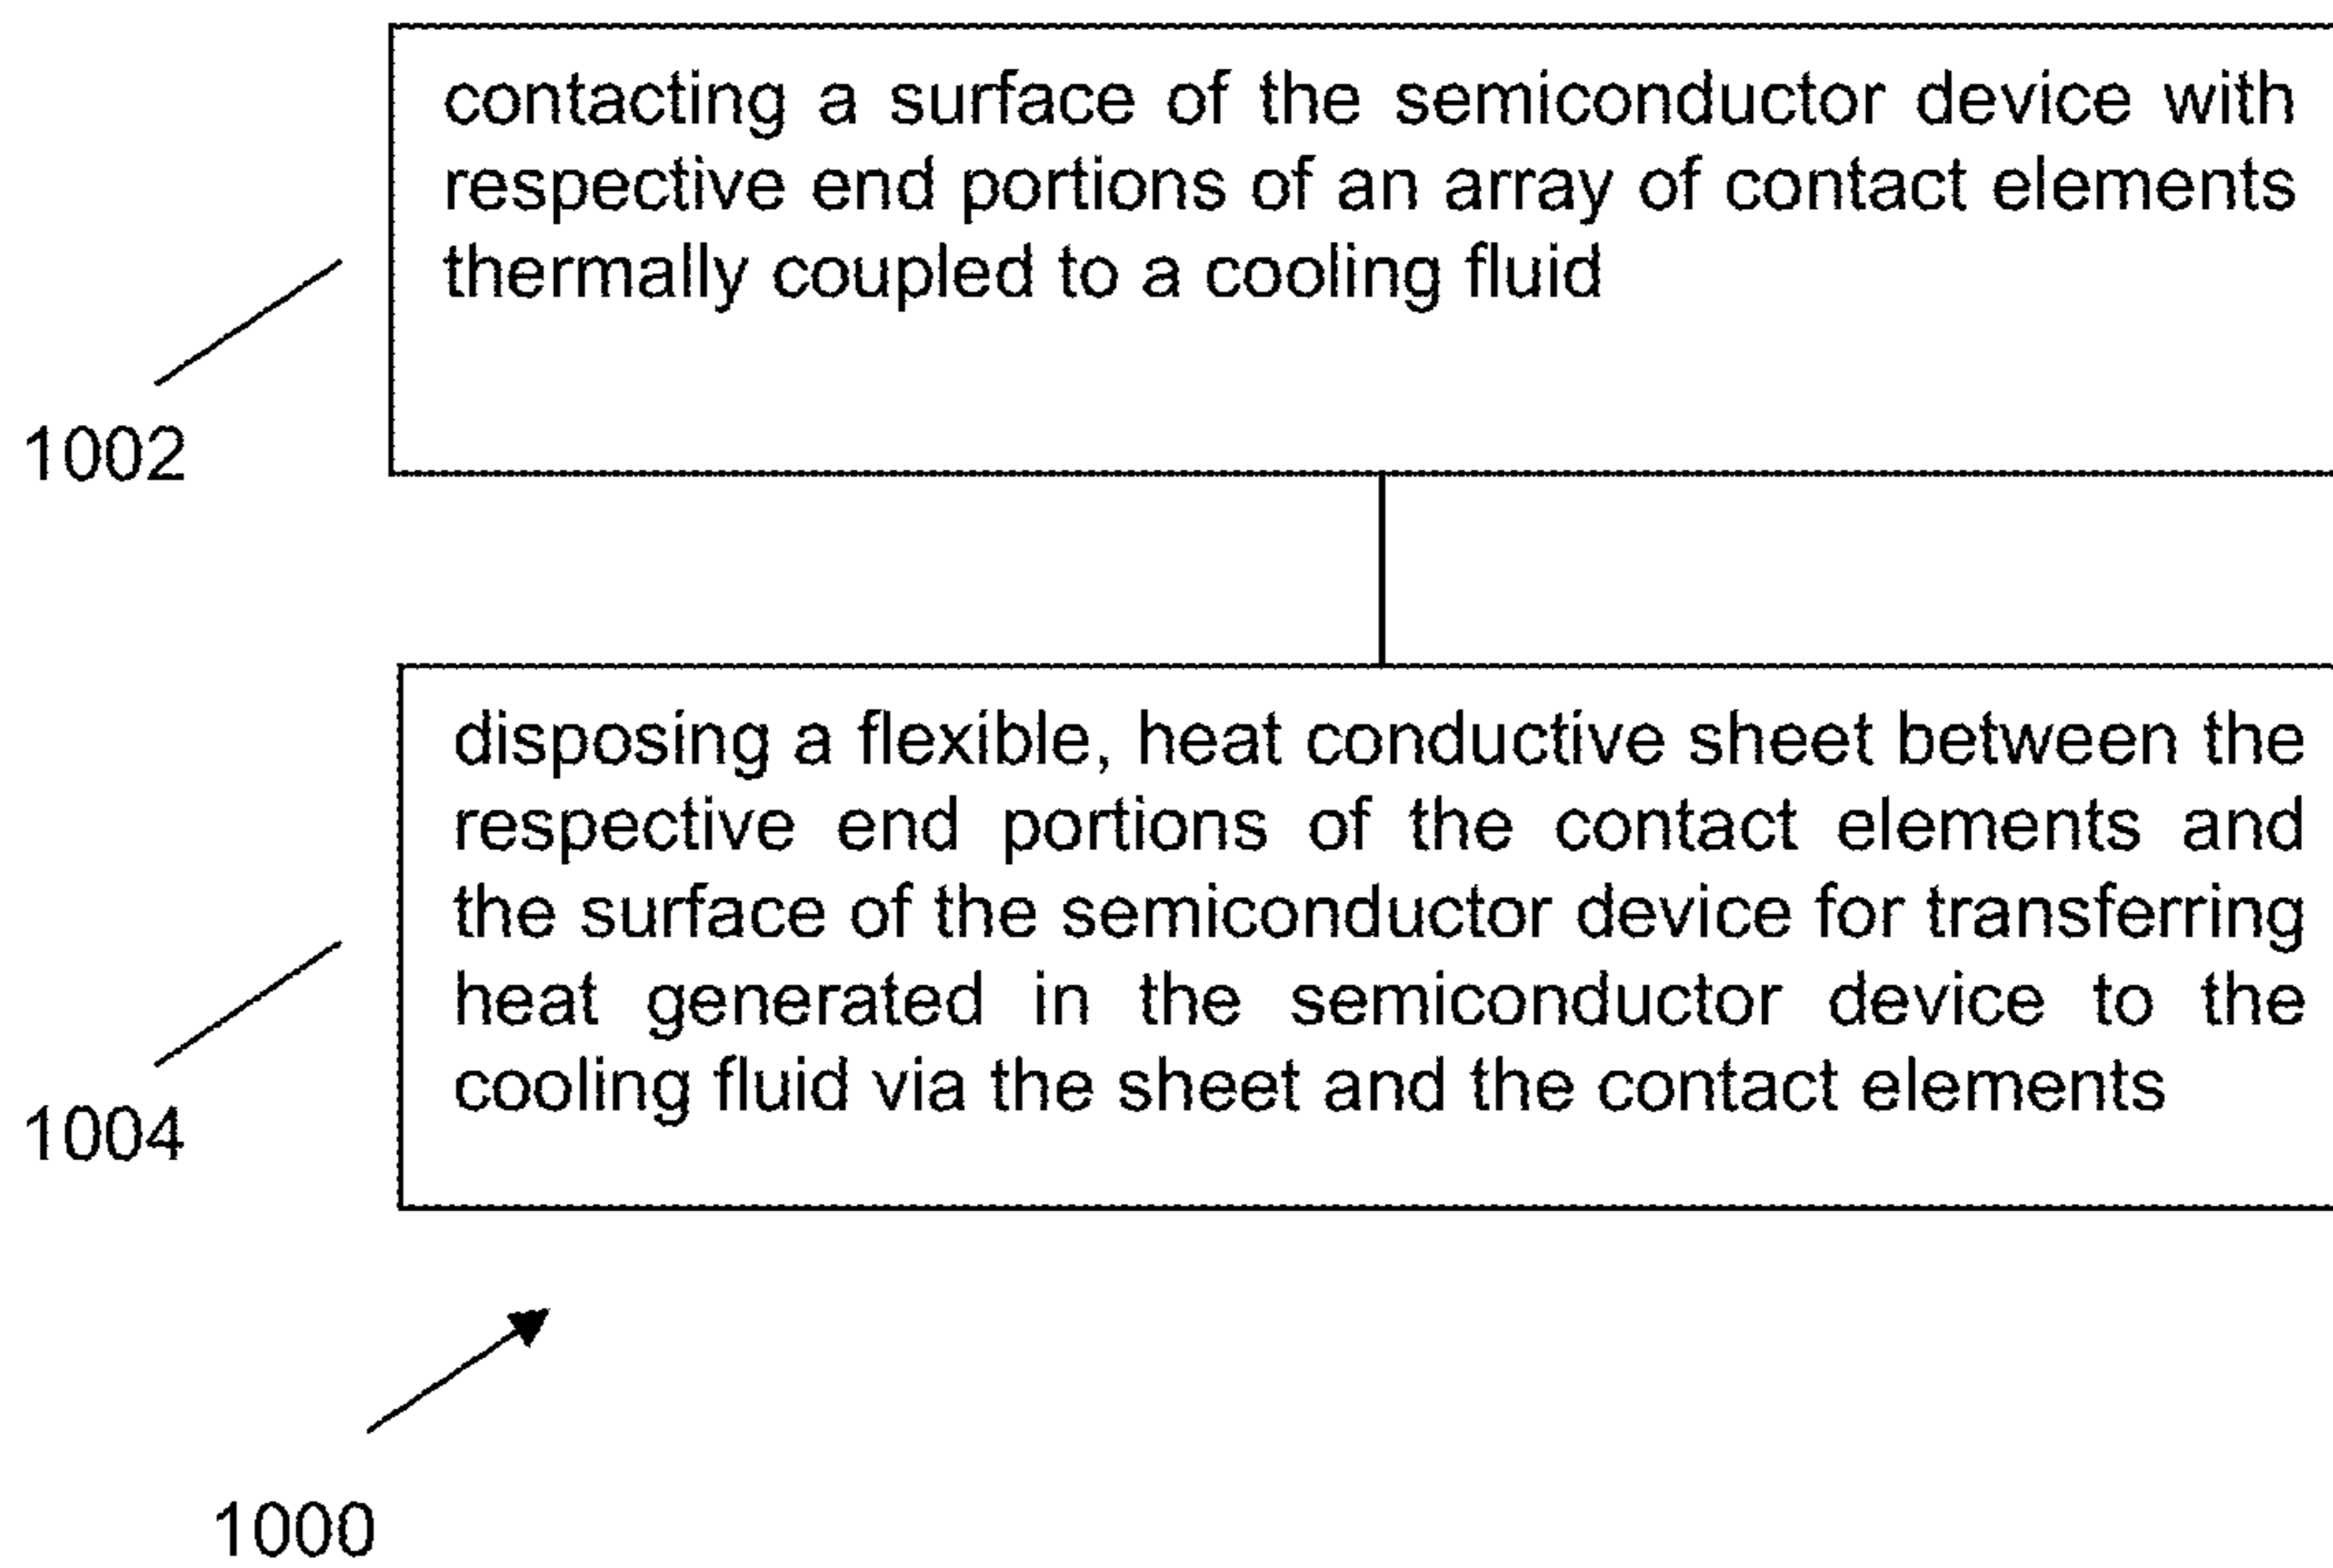 contacting a surface of the semiconductor device with
respective end portions of an array of contact elements
thermally coupled to a cooling fluid
1002
disposing a flexible, heat conductive sheet between the
respective end portions of the contact elements and
the surface of the semiconductor device for transferring
heat generated in the semiconductor device to the
cooling fluid via the sheet and the contact elements
1004
1000